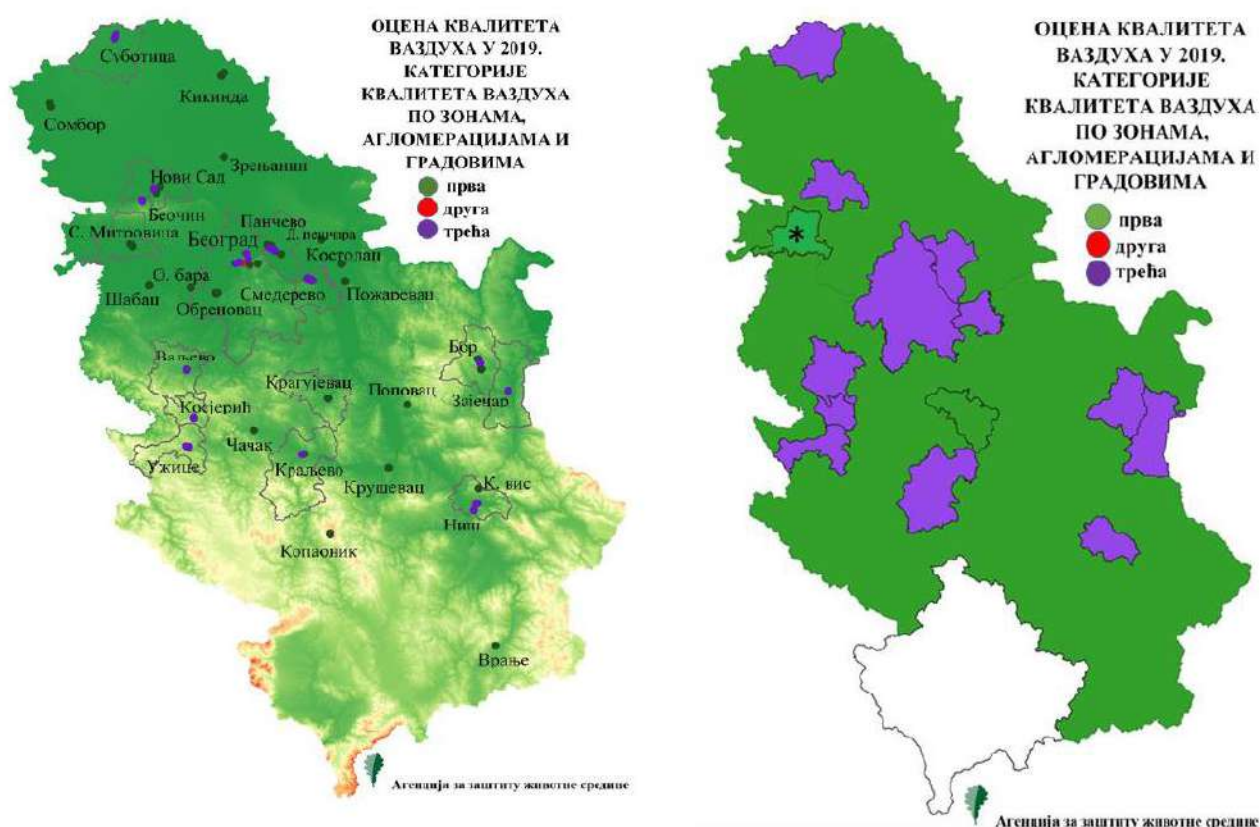 ОЦЕНА КВАЛИТЕТА
ВАЗДУХА У 2019.
КАТЕГОРИЈЕ
КВАЛИТЕТА ВАЗДУХА
ПО ЗОНАМА,
АГЛОМЕРАЦИЈАМА И
ГРАДОВИМА
прва
друга
трећа
Суботица
Кикинда
Сомбор
Зрењанин
Нови Сад
Беочин
С. Митровица
Панчево
Београд
Д. пешчара
Костолац
О. бара
Шабац
Обреновац
Смедерево
Пожаревац
Ваљево
Бор
Крагујевац
Поповац
Зајечар
Косјерић
Чачак
Ужице
Краљево
Крушевац
К. вис
Ниш
Копаоник
Врање
Агенција за заштиту животне средине
ОЦЕНА КВАЛИТЕТА
ВАЗДУХА У 2019.
КАТЕГОРИЈЕ
КВАЛИТЕТА ВАЗДУХА
ПО ЗОНАМА,
АГЛОМЕРАЦИЈАМА И
ГРАДОВИМА
прва
друга
трећа
*
Агенција за заштиту животне средине